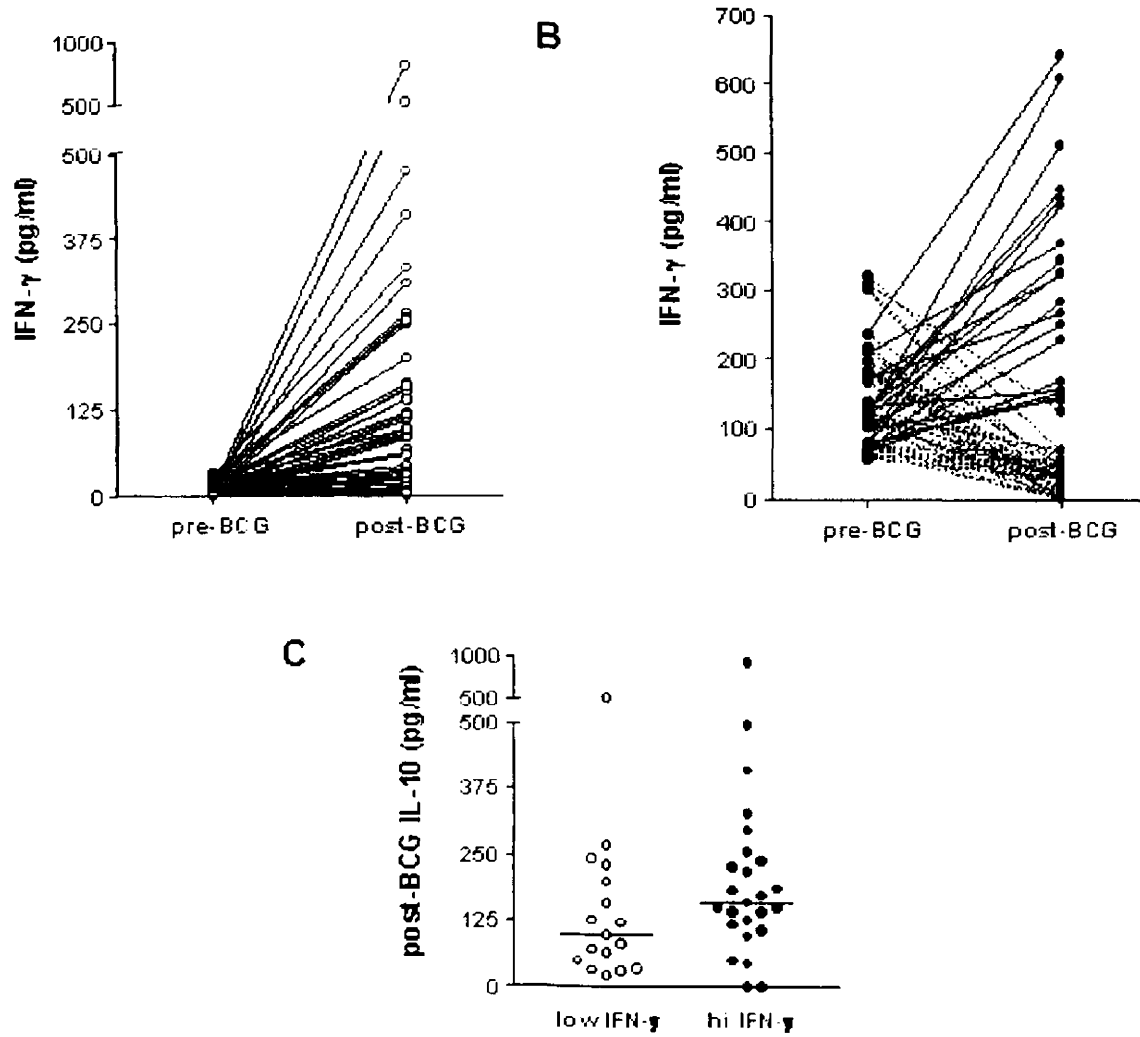 1000
500
500
375
250
125
0
IFN-γ (pg/ml)
pre-BCG
post-BCG
B
700
600
500
400
300
200
100
0
IFN-γ (pg/ml)
pre-BCG
post-BCG
C
1000
500
500
375
250
125
0
post-BCG IL-10 (pg/ml)
low IFN-γ
hi IFN-γ